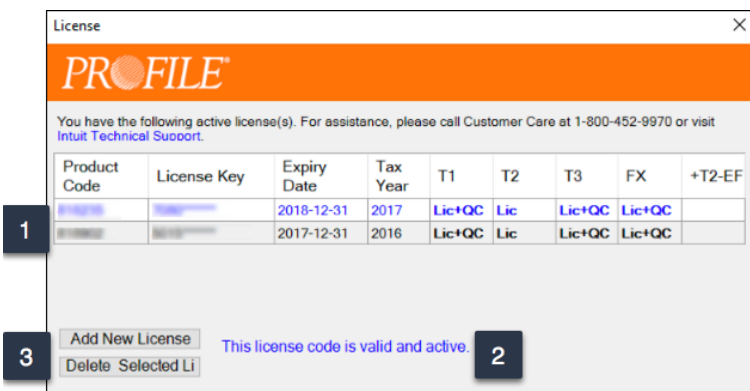 License
PROFILE
You have the following active license(s). For assistance, please call Customer Care at 1-800-452-9970 or visit
Intuit Technical Support.
Product Code License Key Expiry Date Tax Year T1 T2 T3 FX +T2-EF
2018-12-31 2017 Lic+QC Lic Lic+QC Lic+QC
1
2017-12-31 2016 Lic+QC Lic Lic+QC Lic+QC
Add New License
This license code is valid and active.
2
3
Delete Selected Li